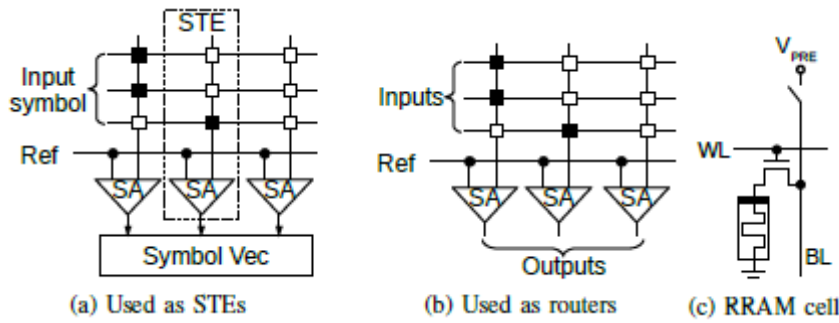 STE
Input
symbol
Ref
SA SA SA
Symbol Vec
(a) Used as STEs
Inputs
Ref
SA SA SA
Outputs
(b) Used as routers
V_PRE
WL
BL
(c) RRAM cell